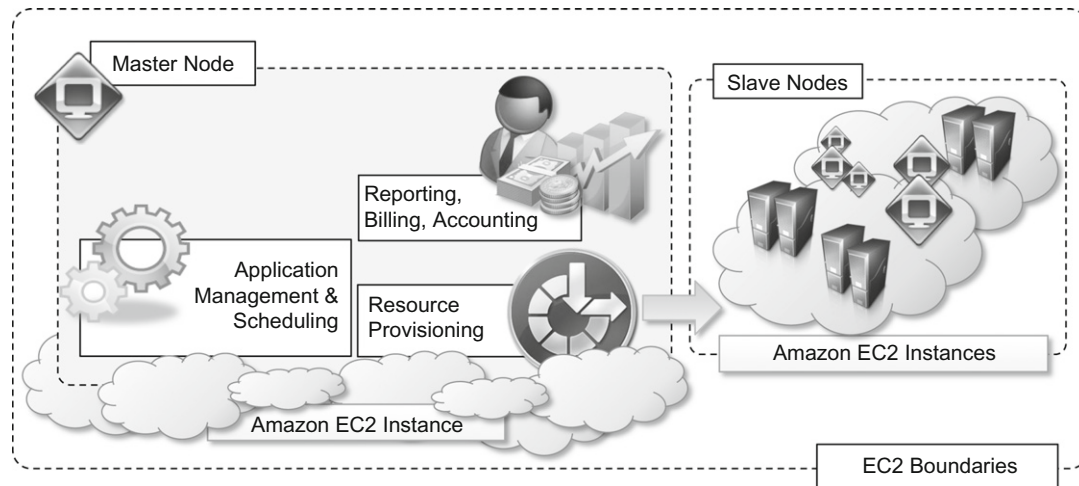 Master Node
Slave Nodes
Reporting,
Billing, Accounting
Application
Management &
Scheduling
Resource
Provisioning
Amazon EC2 Instances
Amazon EC2 Instance
EC2 Boundaries